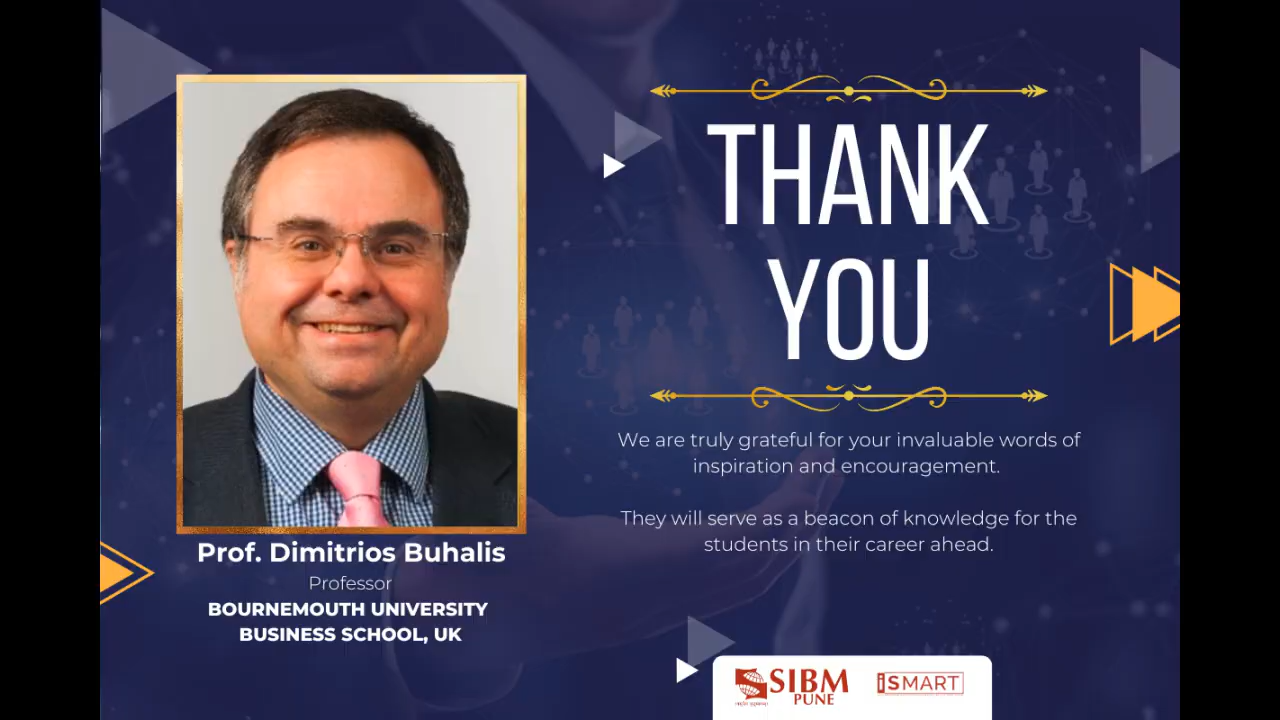 THANK
YOU
We are truly grateful for your invaluable words of
inspiration and encouragement.
They will serve as a beacon of knowledge for the
students in their career ahead.
Prof. Dimitrios Buhalis
Professor
BOURNEMOUTH UNIVERSITY
BUSINESS SCHOOL, UK
SIBM
PUNE
iSMART